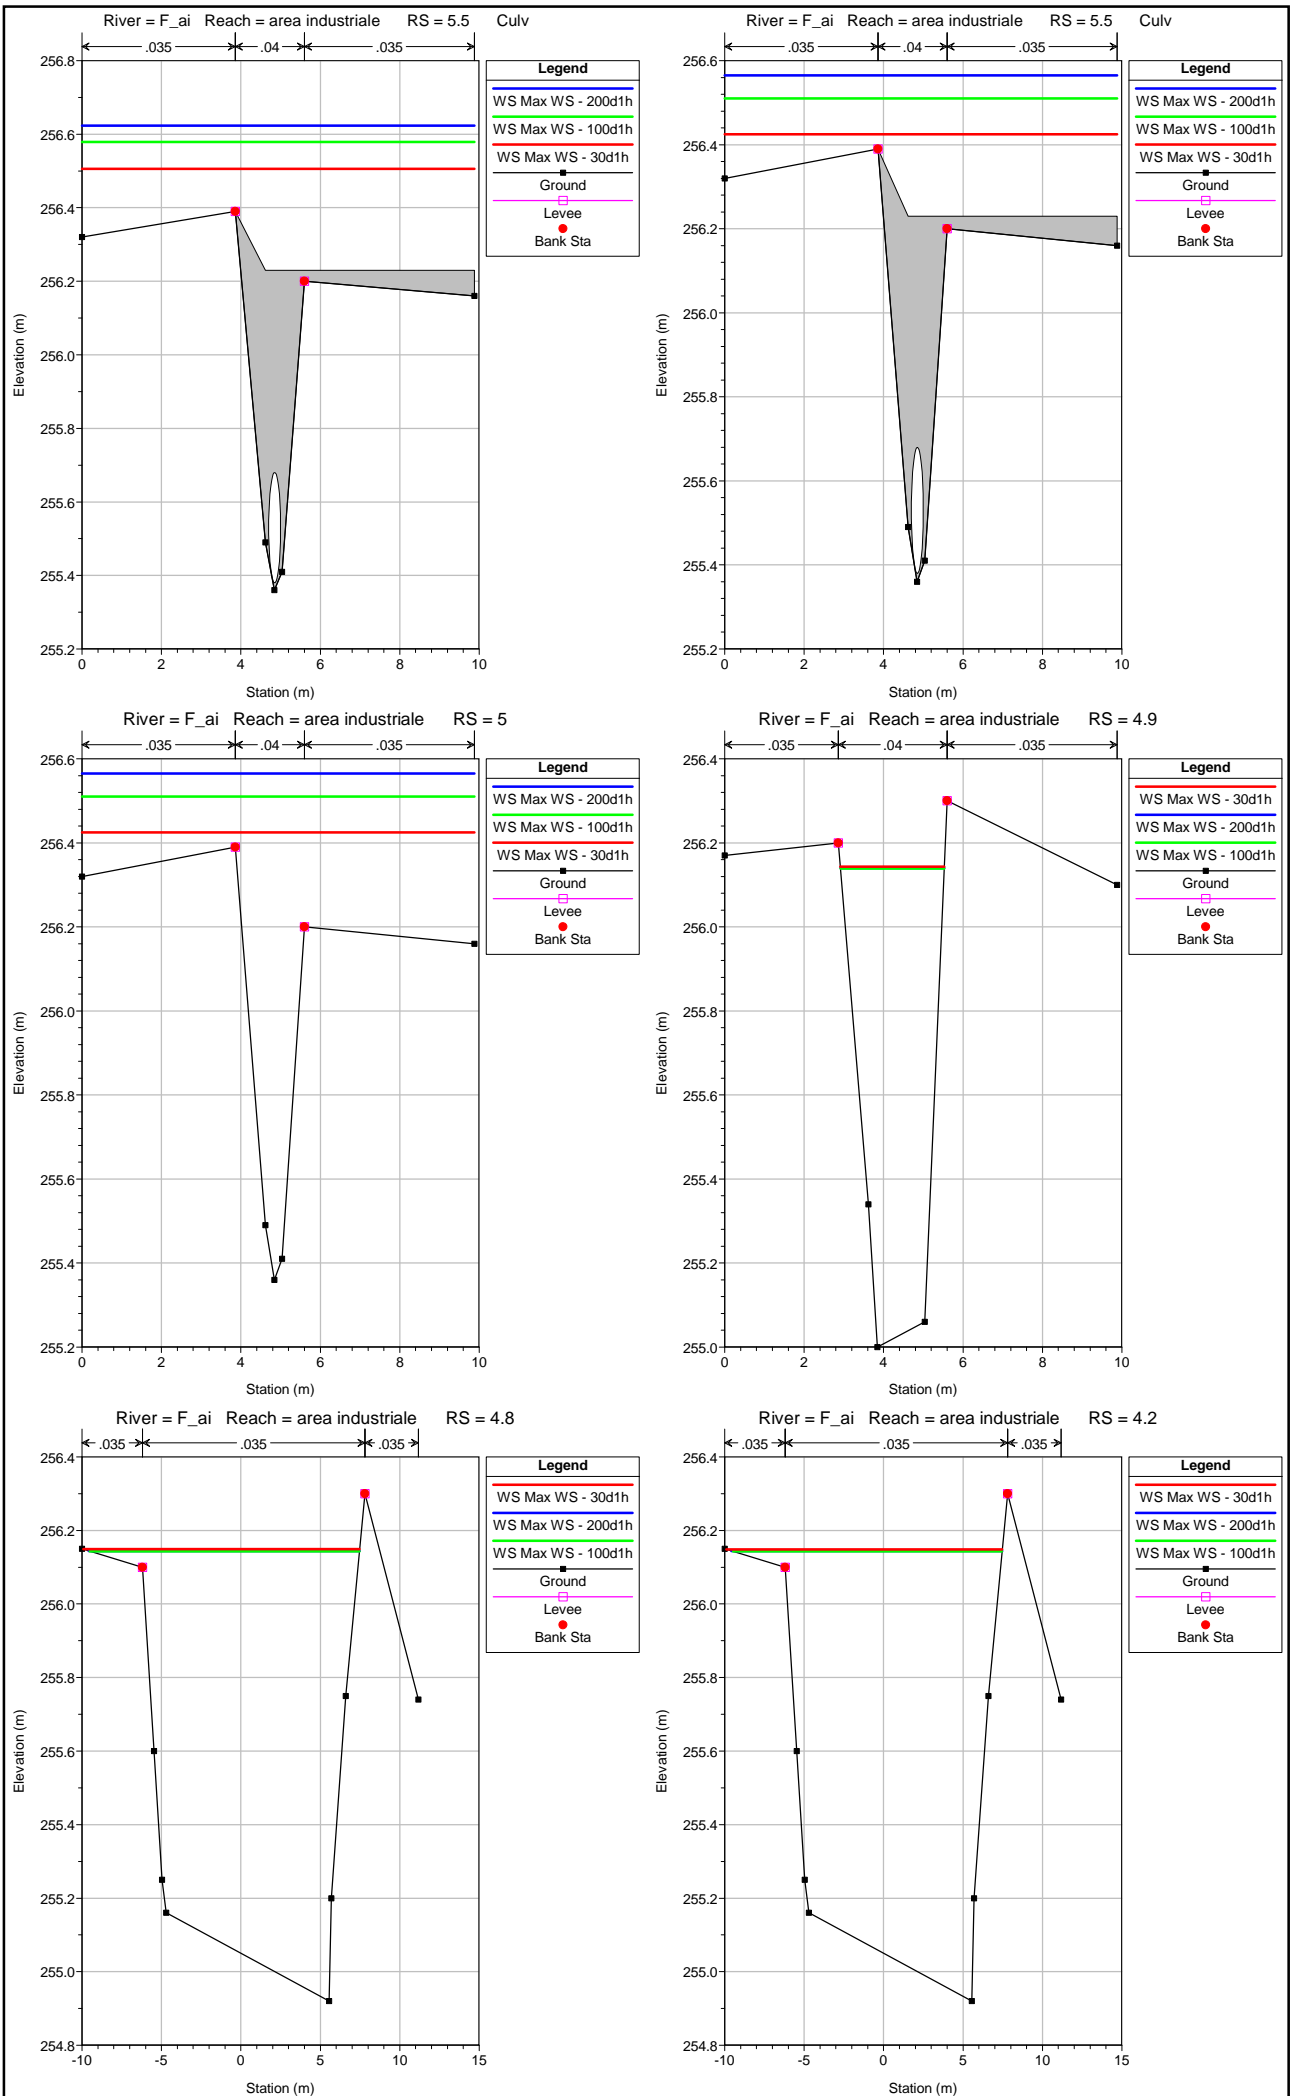 River = F_ai Reach = area industriale RS = 5.5 Culv
.035 .04 .035
Legend
WS Max WS - 200d1h
WS Max WS - 100d1h
WS Max WS - 30d1h
Ground
Levee
Bank Sta
Elevation (m)
256.8
256.6
256.4
256.2
256.0
255.8
255.6
255.4
255.2
0 2 4 6 8 10
Station (m)
River = F_ai Reach = area industriale RS = 5.5 Culv
.035 .04 .035
Legend
WS Max WS - 200d1h
WS Max WS - 100d1h
WS Max WS - 30d1h
Ground
Levee
Bank Sta
Elevation (m)
256.6
256.4
256.2
256.0
255.8
255.6
255.4
255.2
0 2 4 6 8 10
Station (m)
River = F_ai Reach = area industriale RS = 5
.035 .04 .035
Legend
WS Max WS - 200d1h
WS Max WS - 100d1h
WS Max WS - 30d1h
Ground
Levee
Bank Sta
Elevation (m)
256.6
256.4
256.2
256.0
255.8
255.6
255.4
255.2
0 2 4 6 8 10
Station (m)
River = F_ai Reach = area industriale RS = 4.9
.035 .04 .035
Legend
WS Max WS - 30d1h
WS Max WS - 200d1h
WS Max WS - 100d1h
Ground
Levee
Bank Sta
Elevation (m)
256.4
256.2
256.0
255.8
255.6
255.4
255.2
255.0
0 2 4 6 8 10
Station (m)
River = F_ai Reach = area industriale RS = 4.8
.035 .035 .035
Legend
WS Max WS - 30d1h
WS Max WS - 200d1h
WS Max WS - 100d1h
Ground
Levee
Bank Sta
Elevation (m)
256.4
256.2
256.0
255.8
255.6
255.4
255.2
255.0
254.8
-10 -5 0 5 10 15
Station (m)
River = F_ai Reach = area industriale RS = 4.2
.035 .035 .035
Legend
WS Max WS - 30d1h
WS Max WS - 200d1h
WS Max WS - 100d1h
Ground
Levee
Bank Sta
Elevation (m)
256.4
256.2
256.0
255.8
255.6
255.4
255.2
255.0
254.8
-10 -5 0 5 10 15
Station (m)